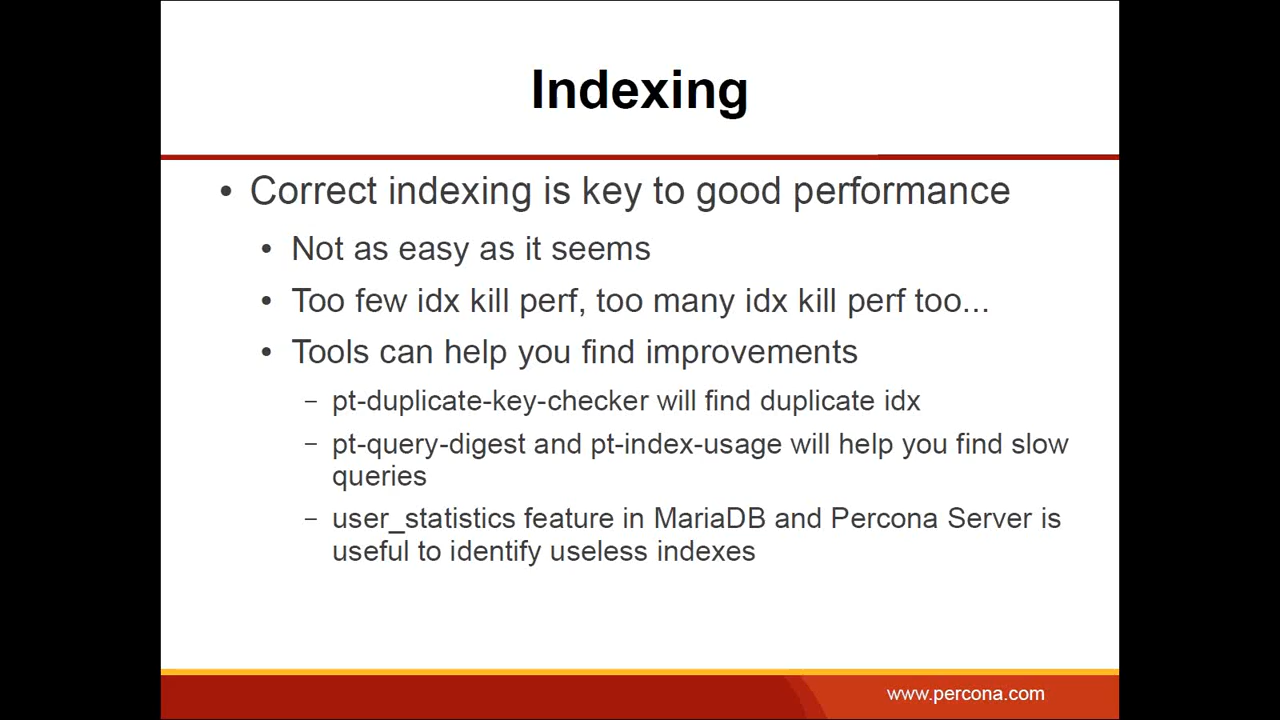 Indexing
• Correct indexing is key to good performance
• Not as easy as it seems
• Too few idx kill perf, too many idx kill perf too...
• Tools can help you find improvements
– pt-duplicate-key-checker will find duplicate idx
– pt-query-digest and pt-index-usage will help you find slow
queries
– user_statistics feature in MariaDB and Percona Server is
useful to identify useless indexes
www.percona.com